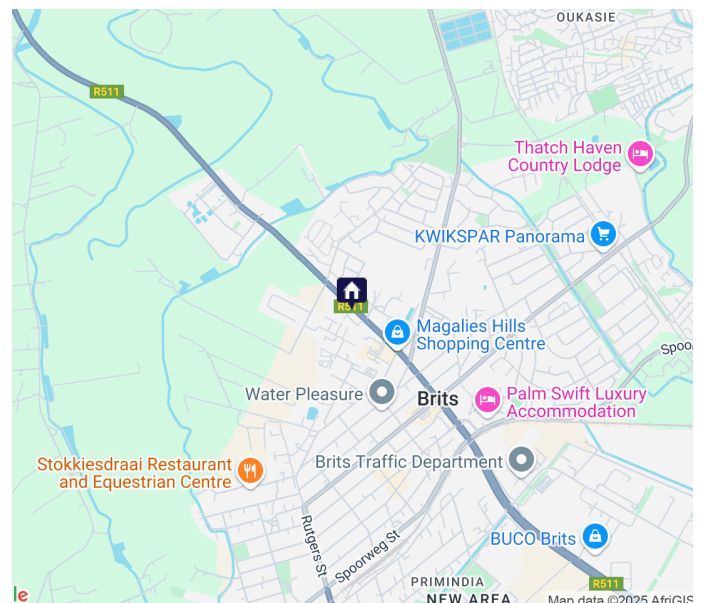 OUKASIE
R511
Thatch Haven
Country Lodge
KWIKSPAR Panorama
R511
Magalies Hills
Shopping Centre
Spoo
Water Pleasure
Brits
Palm Swift Luxury
Accommodation
Stokkiesdraai Restaurant
and Equestrian Centre
Brits Traffic Department
Rutgers St
Spoorweg St
BUCO Brits
PRIMINDIA
R511
NEW AREA
le
Map data ©2025 AfriGIS